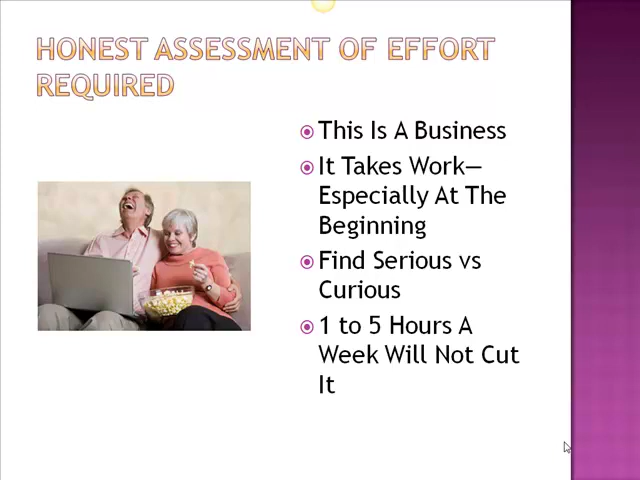 HONEST ASSESSMENT OF EFFORT
REQUIRED
This Is A Business
It Takes Work—
Especially At The
Beginning
Find Serious vs
Curious
1 to 5 Hours A
Week Will Not Cut
It